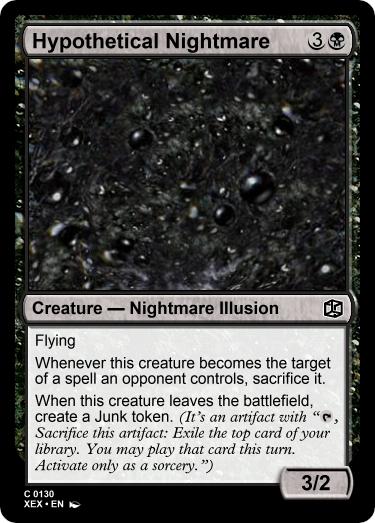 Hypothetical Nightmare 3
Creature — Nightmare Illusion
Flying
Whenever this creature becomes the target
of a spell an opponent controls, sacrifice it.
When this creature leaves the battlefield,
create a Junk token. (It's an artifact with “,
Sacrifice this artifact: Exile the top card of your
library. You may play that card this turn.
Activate only as a sorcery.”)
3/2
C 0130
XEX • EN